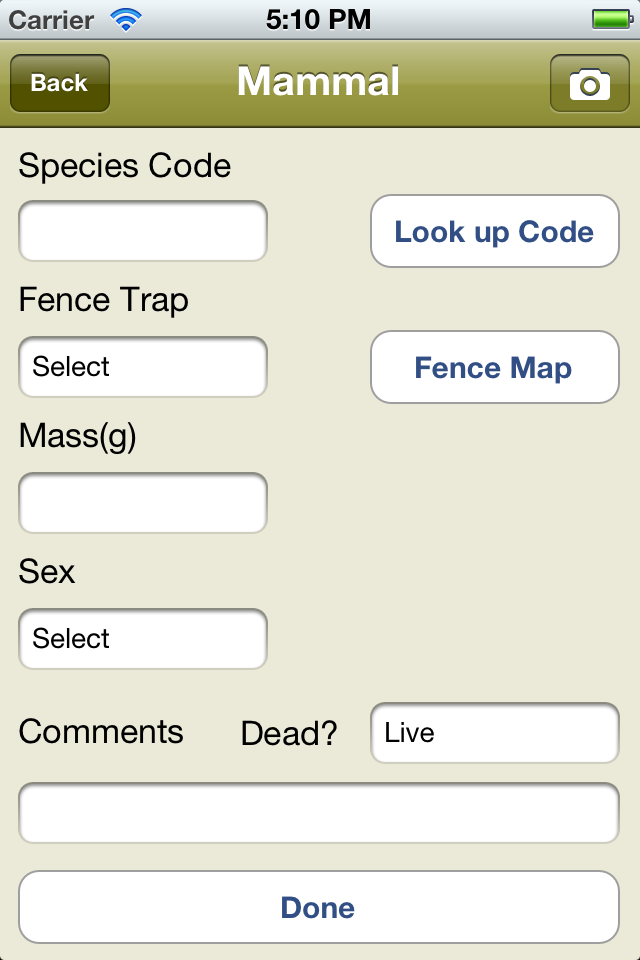 Carrier 5:10 PM
Back Mammal
Species Code
Look up Code
Fence Trap
Select Fence Map
Mass(g)
Sex
Select
Comments Dead? Live
Done